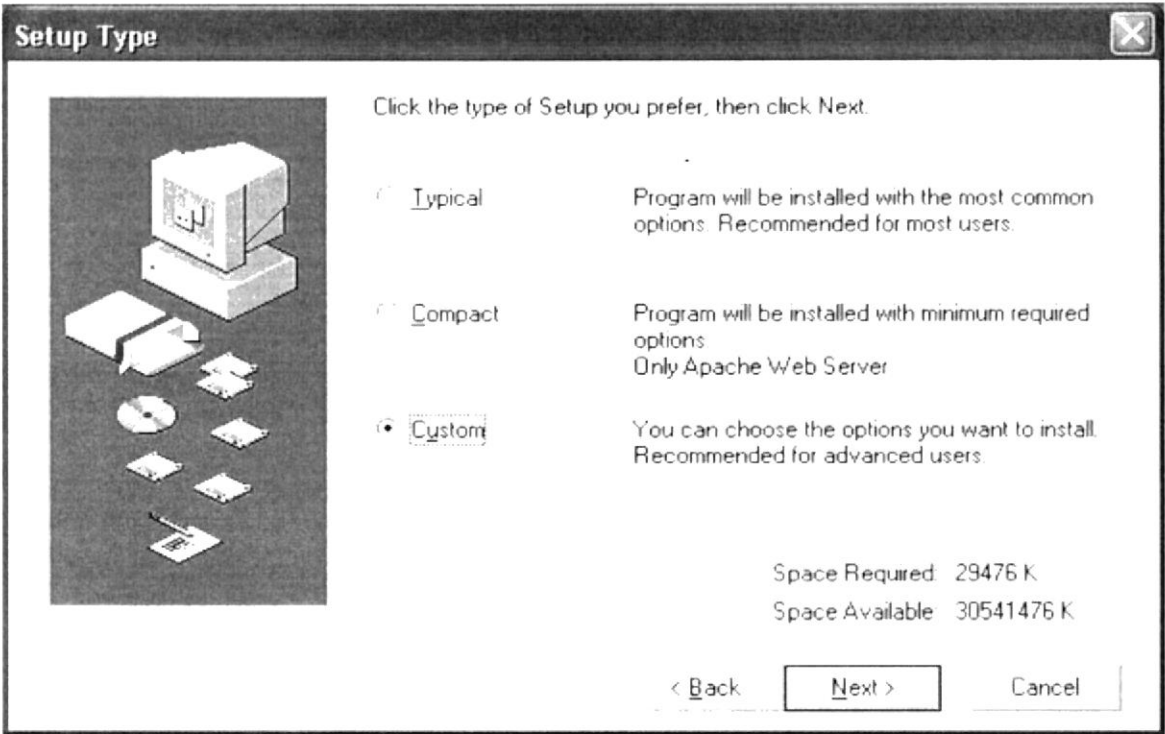 Setup Type
Click the type of Setup you prefer, then click Next.
Typical
Program will be installed with the most common
options. Recommended for most users.
Compact
Program will be installed with minimum required
options
Only Apache Web Server
Custom
You can choose the options you want to install.
Recommended for advanced users.
Space Required: 29476 K
Space Available: 30541476 K
< Back
Next >
Cancel